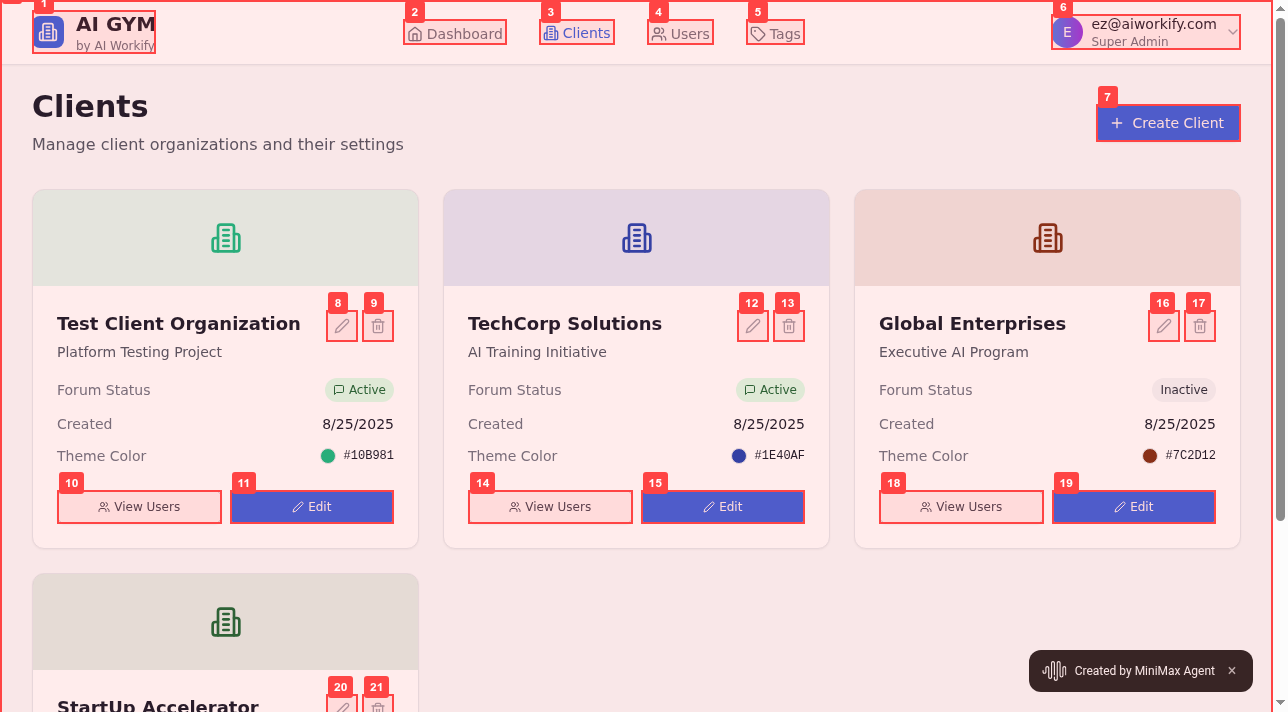 1
AI GYM
by AI Workify
2
Dashboard
3
Clients
4
Users
5
Tags
6
E
ez@aiworkify.com
Super Admin
Clients
Manage client organizations and their settings
7
Create Client
8
9
Test Client Organization
Platform Testing Project
Forum Status
Active
Created
8/25/2025
Theme Color
#10B981
10
View Users
11
Edit
12
13
TechCorp Solutions
AI Training Initiative
Forum Status
Active
Created
8/25/2025
Theme Color
#1E40AF
14
View Users
15
Edit
16
17
Global Enterprises
Executive AI Program
Forum Status
Inactive
Created
8/25/2025
Theme Color
#7C2D12
18
View Users
19
Edit
20
21
StartUp Accelerator
Created by MiniMax Agent